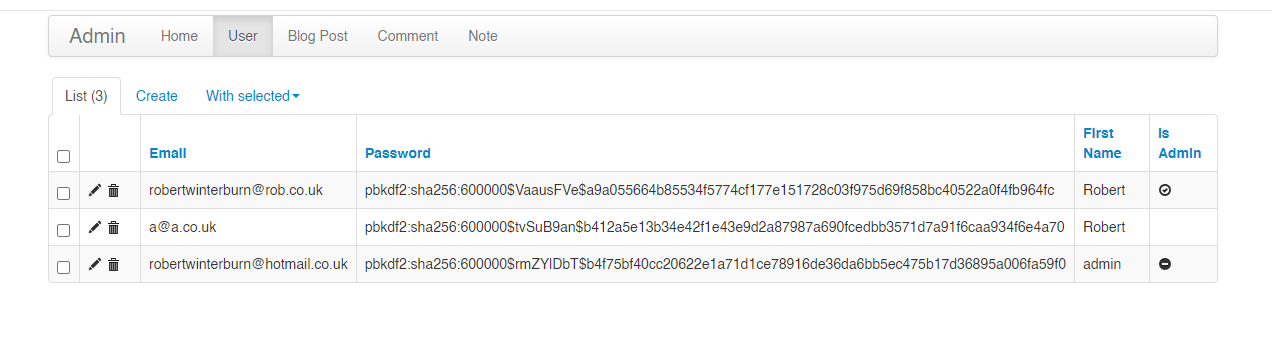 Admin Home User Blog Post Comment Note
List (3) Create With selected
Email Password First Name Is Admin
robertwinterburn@rob.co.uk pbkdf2:sha256:600000$VaausFVe$a9a055664b85534f5774cf177e151728c03f975d69f858bc40522a0f4fb964fc Robert
a@a.co.uk pbkdf2:sha256:600000$tvSuB9an$b412a5e13b34e42f1e43e9d2a87987a690fcedbb3571d7a91f6caa934f6e4a70 Robert
robertwinterburn@hotmail.co.uk pbkdf2:sha256:600000$rmZYlDbT$b4f75bf40cc20622e1a71d1ce78916de36da6bb5ec475b17d36895a006fa59f0 admin